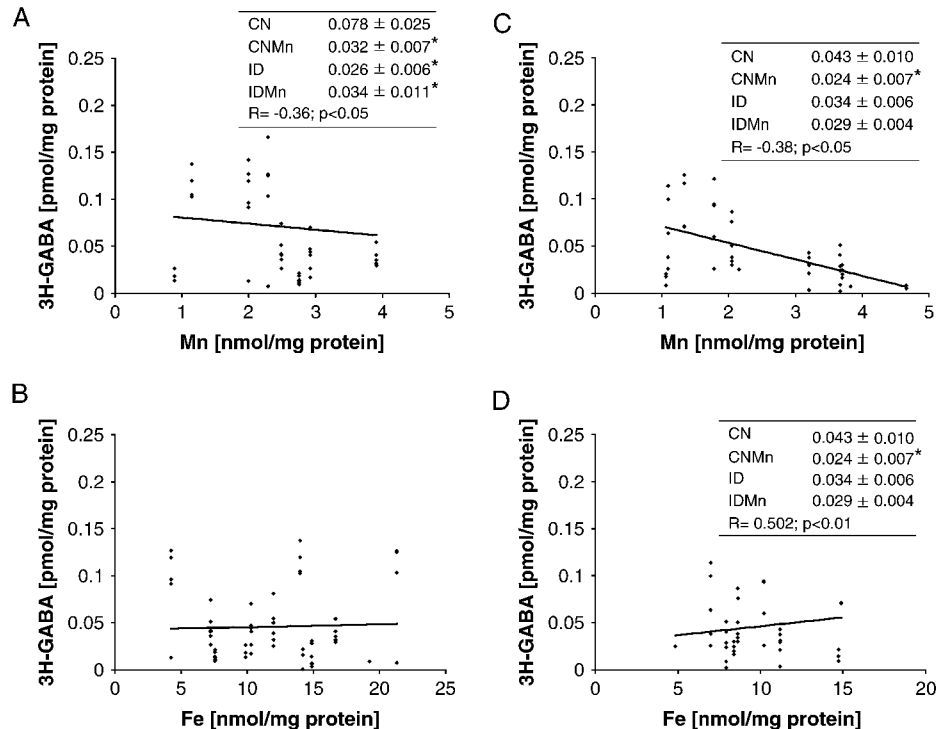 A
CN 0.078 ± 0.025
CNMn 0.032 ± 0.007*
ID 0.026 ± 0.006*
IDMn 0.034 ± 0.011*
R= -0.36; p<0.05
3H-GABA [pmol/mg protein]
0.25
0.2
0.15
0.1
0.05
0
0 1 2 3 4 5
Mn [nmol/mg protein]
C
CN 0.043 ± 0.010
CNMn 0.024 ± 0.007*
ID 0.034 ± 0.006
IDMn 0.029 ± 0.004
R= -0.38; p<0.05
3H-GABA [pmol/mg protein]
0.25
0.2
0.15
0.1
0.05
0
0 1 2 3 4 5
Mn [nmol/mg protein]
B
3H-GABA [pmol/mg protein]
0.25
0.2
0.15
0.1
0.05
0
0 5 10 15 20 25
Fe [nmol/mg protein]
D
CN 0.043 ± 0.010
CNMn 0.024 ± 0.007*
ID 0.034 ± 0.006
IDMn 0.029 ± 0.004
R= 0.502; p<0.01
3H-GABA [pmol/mg protein]
0.25
0.2
0.15
0.1
0.05
0
0 5 10 15 20
Fe [nmol/mg protein]